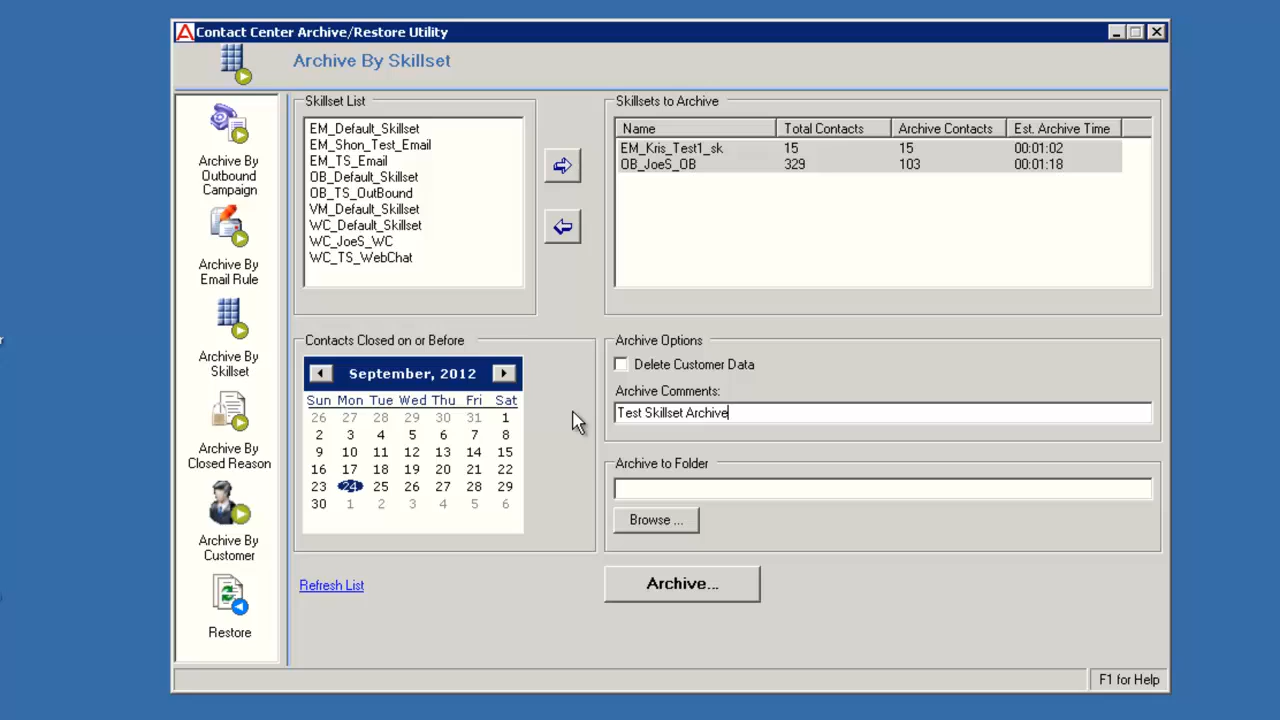 Contact Center Archive/Restore Utility
Archive By Skillset
Archive By
Outbound
Campaign
Archive By
Email Rule
Archive By
Skillset
Archive By
Closed Reason
Archive By
Customer
Restore
Skillset List
EM_Default_Skillset
EM_Shon_Test_Email
EM_TS_Email
OB_Default_Skillset
OB_TS_OutBound
VM_Default_Skillset
WC_Default_Skillset
WC_JoeS_WC
WC_TS_WebChat
Skillsets to Archive
Name Total Contacts Archive Contacts Est. Archive Time
EM_Kris_Test1_sk 15 15 00:01:02
OB_JoeS_OB 329 103 00:01:18
Contacts Closed on or Before
September, 2012
Sun Mon Tue Wed Thu Fri Sat
26 27 28 29 30 31 1
2 3 4 5 6 7 8
9 10 11 12 13 14 15
16 17 18 19 20 21 22
23 24 25 26 27 28 29
30 1 2 3 4 5 6
Refresh List
Archive Options
Delete Customer Data
Archive Comments:
Test Skillset Archive
Archive to Folder
Browse ...
Archive...
F1 for Help